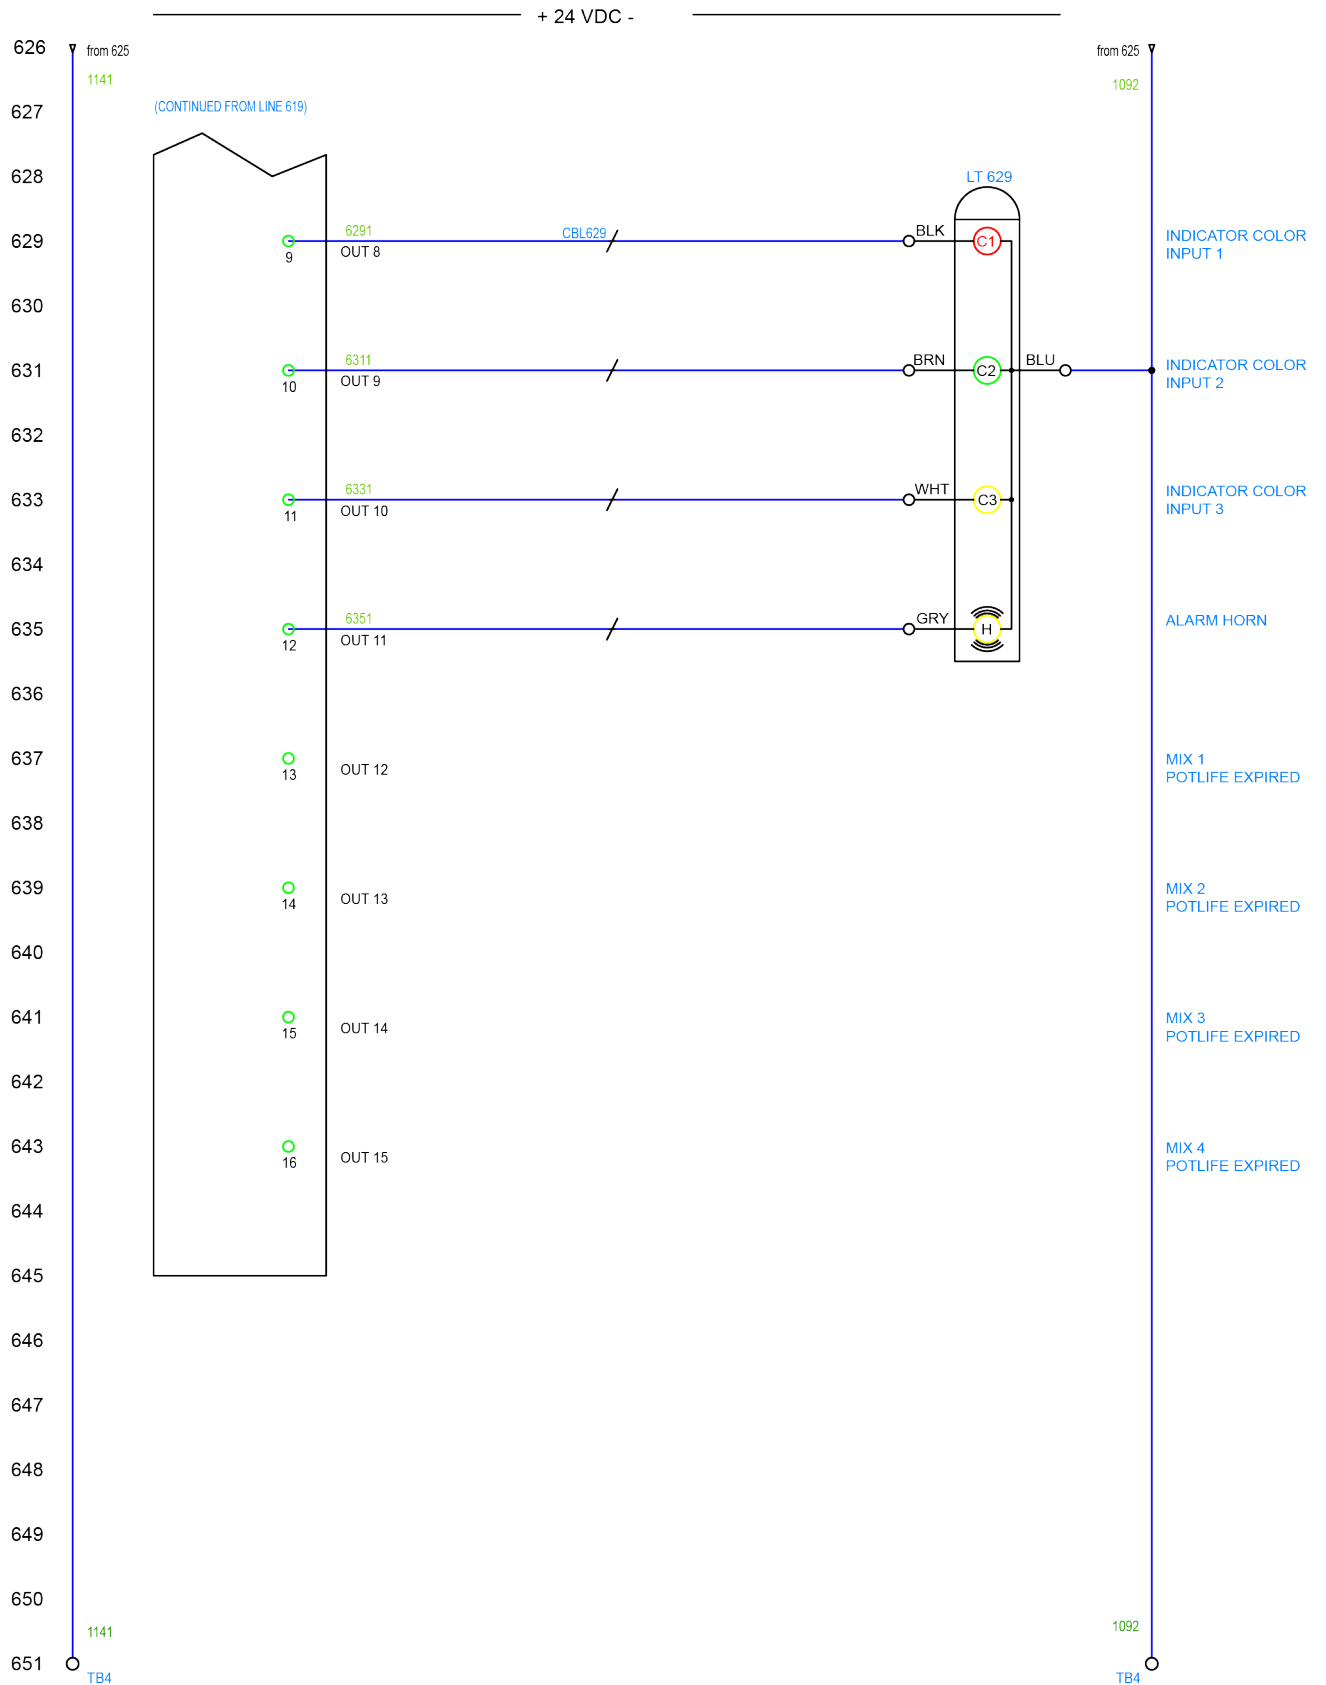 + 24 VDC -
626 from 625 from 625
1141 1092
627 (CONTINUED FROM LINE 619)
628 LT 629
629 9 6291 OUT 8 CBL629 BLK C1 INDICATOR COLOR
INPUT 1
630
631 10 6311 OUT 9 BRN C2 BLU INDICATOR COLOR
INPUT 2
632
633 11 6331 OUT 10 WHT C3 INDICATOR COLOR
INPUT 3
634
635 12 6351 OUT 11 GRY H ALARM HORN
636
637 13 OUT 12 MIX 1
POTLIFE EXPIRED
638
639 14 OUT 13 MIX 2
POTLIFE EXPIRED
640
641 15 OUT 14 MIX 3
POTLIFE EXPIRED
642
643 16 OUT 15 MIX 4
POTLIFE EXPIRED
644
645
646
647
648
649
650
1141 1092
651 TB4 TB4